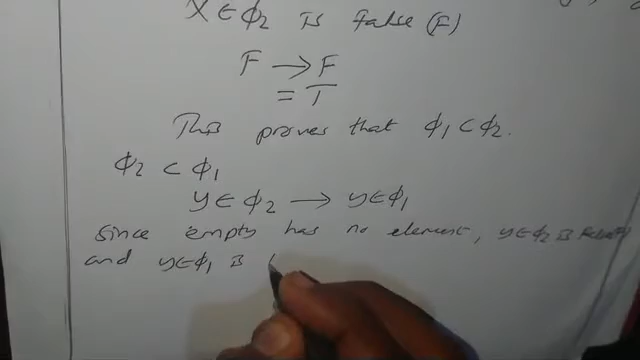 X ∈ Φ₂ is false (F)
F → F
= T
This proves that Φ₁ ⊂ Φ₂.
Φ₂ ⊂ Φ₁
y ∈ Φ₂ → y ∈ Φ₁
Since empty has no element, y ∈ Φ₂ is false
and y ∈ Φ₁ is